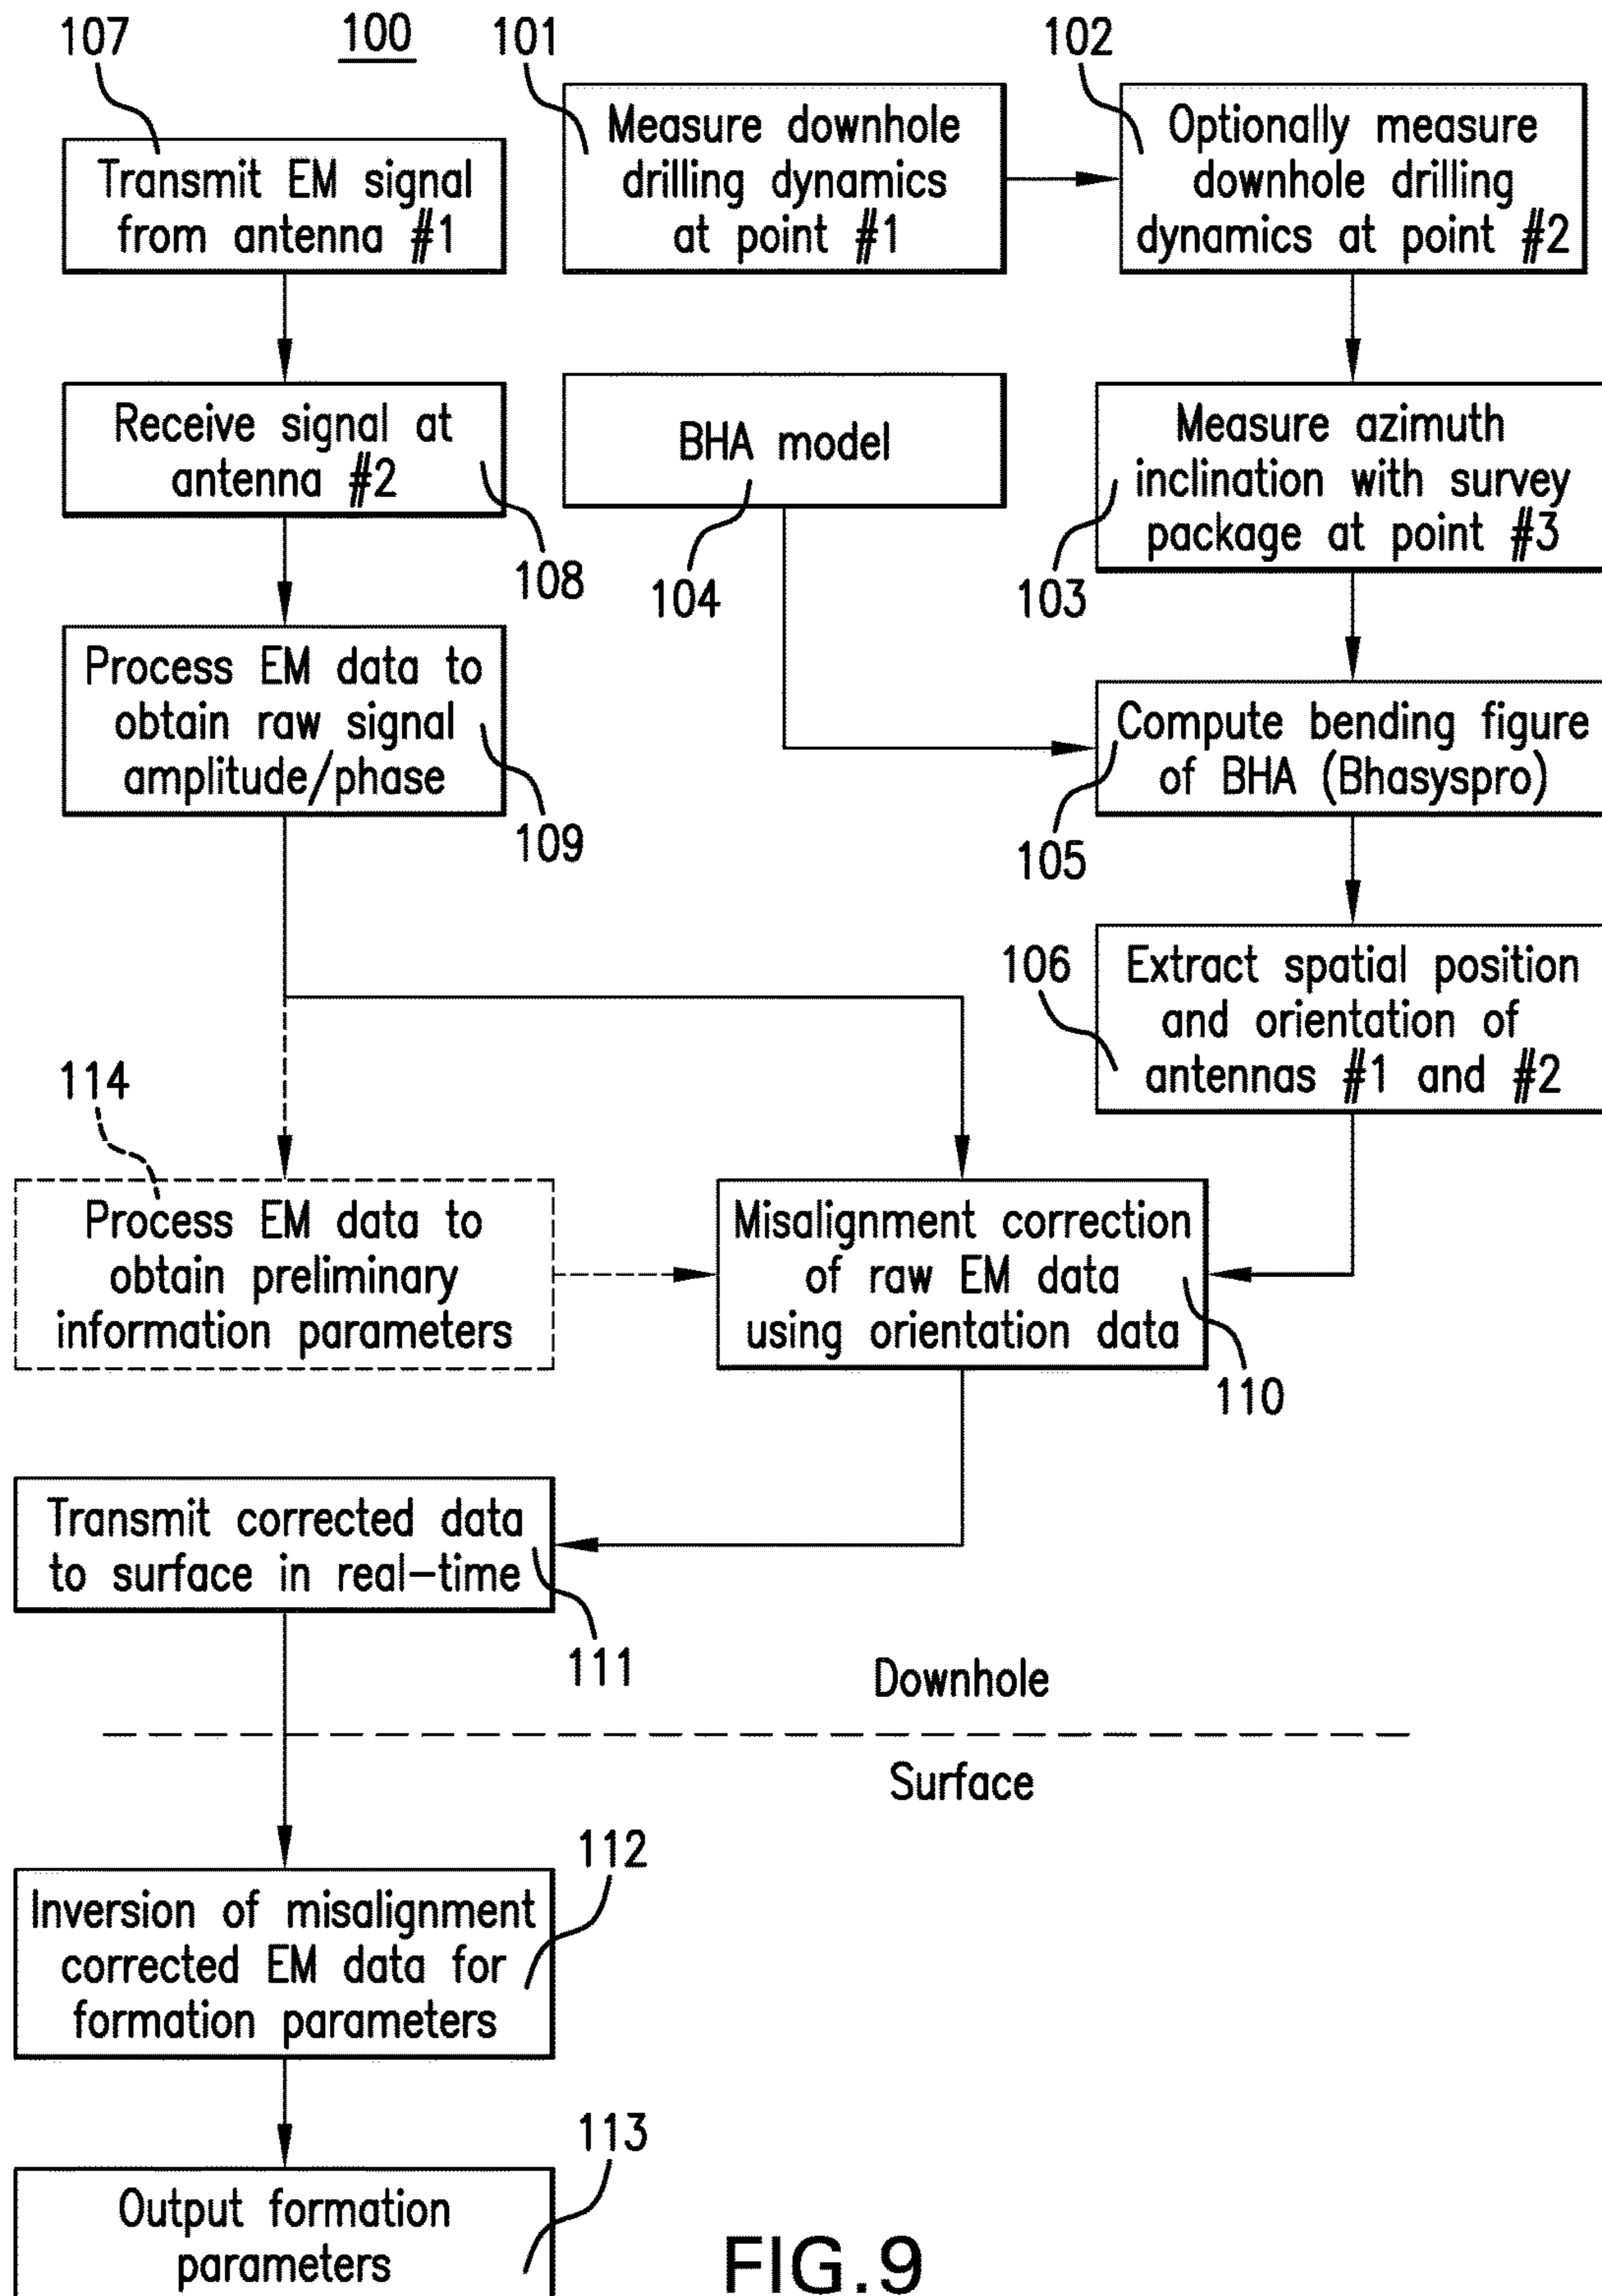 107
100
101
102
Transmit EM signal
from antenna #1
Measure downhole
drilling dynamics
at point #1
Optionally measure
downhole drilling
dynamics at point #2
Receive signal at
antenna #2
108
BHA model
104
Measure azimuth
inclination with survey
package at point #3
103
Process EM data to
obtain raw signal
amplitude/phase
109
Compute bending figure
of BHA (Bhasyspro)
105
106
Extract spatial position
and orientation of
antennas #1 and #2
114
Process EM data to
obtain preliminary
information parameters
Misalignment correction
of raw EM data
using orientation data
110
Transmit corrected data
to surface in real-time
111
Downhole
Surface
112
Inversion of misalignment
corrected EM data for
formation parameters
113
Output formation
parameters
FIG.9